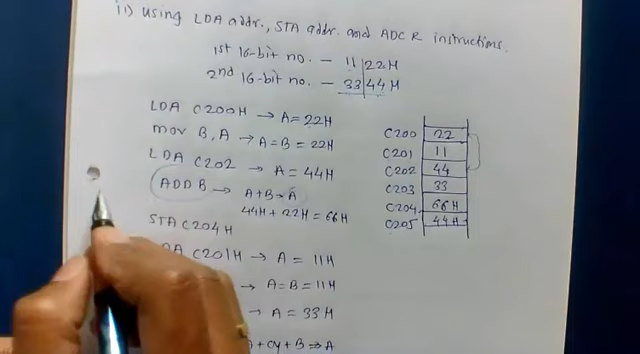 ii) Using LDA addr., STA addr. and ADC R instructions.
1st 16-bit no. - 11 22H
2nd 16-bit no. - 33 44H
LDA C200H → A = 22H
MOV B, A → A = B = 22H
LDA C202 → A = 44H
ADD B → A+B → A
44H + 22H = 66H
STA C204H
DA C201H → A = 11H
→ A = B = 11H
→ A = 33H
+ CY + B ⇒ A
C200 22
C201 11
C202 44
C203 33
C204 66H
C205 44H